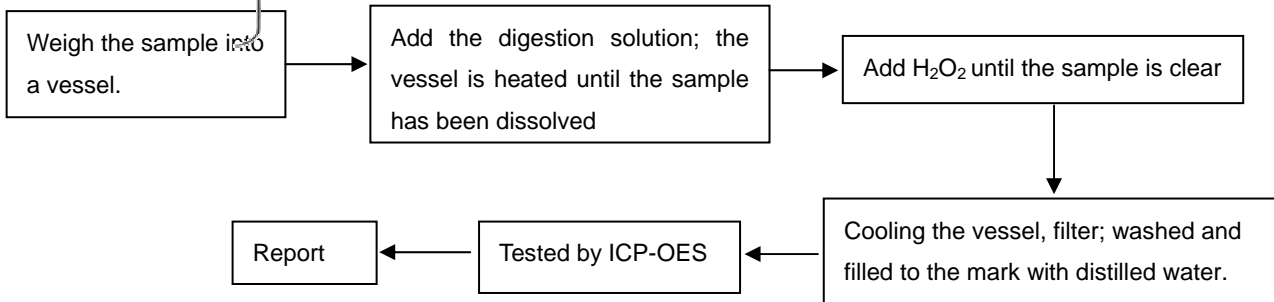 Weigh the sample into
a vessel.
Add the digestion solution; the
vessel is heated until the sample
has been dissolved
Add H₂O₂ until the sample is clear
Cooling the vessel, filter; washed and
filled to the mark with distilled water.
Tested by ICP-OES
Report